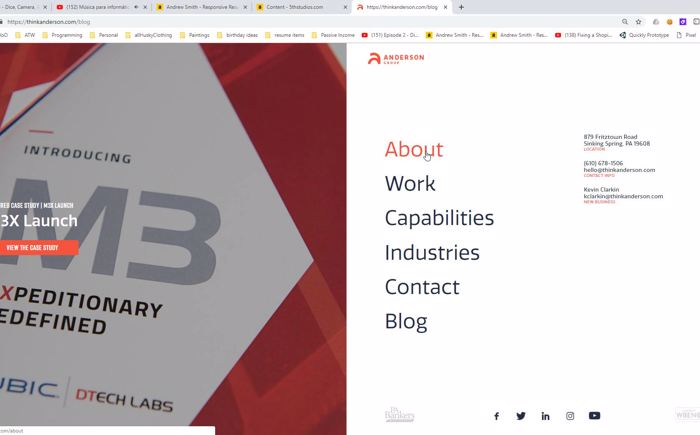 - Dice, Camera,
(152) Música para informáti
Andrew Smith - Responsive Res
Content - 5thstudios.com
https://thinkanderson.com/blog
https://thinkanderson.com/blog
oO
ATW
Programming
Personal
allHuskyClothing
Paintings
birthday ideas
resume items
Passive Income
(151) Episode 2 - Di...
Andrew Smith - Res...
Andrew Smith - Res...
(138) Fixing a Shopi...
Quickly Prototype
Pixel
INTRODUCING
M3
XPEDITIONARY
EDEFINED
UBIC
DTECH LABS
RED CASE STUDY | M3X LAUNCH
3X Launch
VIEW THE CASE STUDY
com/about
ANDERSON
GROUP
About
Work
Capabilities
Industries
Contact
Blog
879 Fritztown Road
Sinking Spring, PA 19608
LOCATION
(610) 678-1506
hello@thinkanderson.com
CONTACT INFO
Kevin Clarkin
kclarkin@thinkanderson.com
NEW BUSINESS
PA
Bankers
WBEN